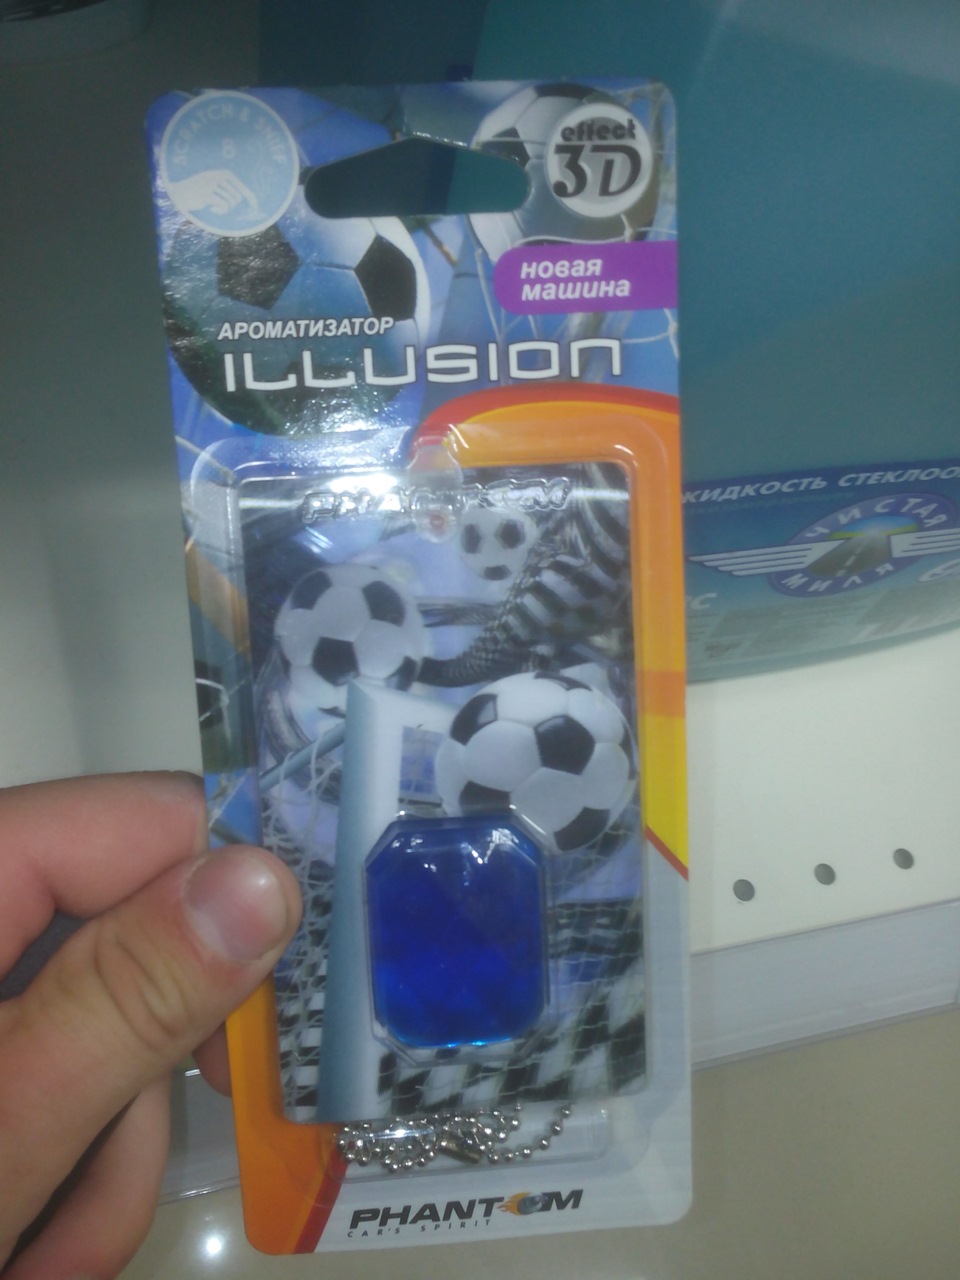 SCRATCH & SNIFF
effect
3D
новая
машина
АРОМАТИЗАТОР
ILLUSION
PHANTOM
ЖИДКОСТЬ СТЕКЛОО
ЧИСТАЯ
МИЛЯ
PHANTOM
CAR'S SPIRIT